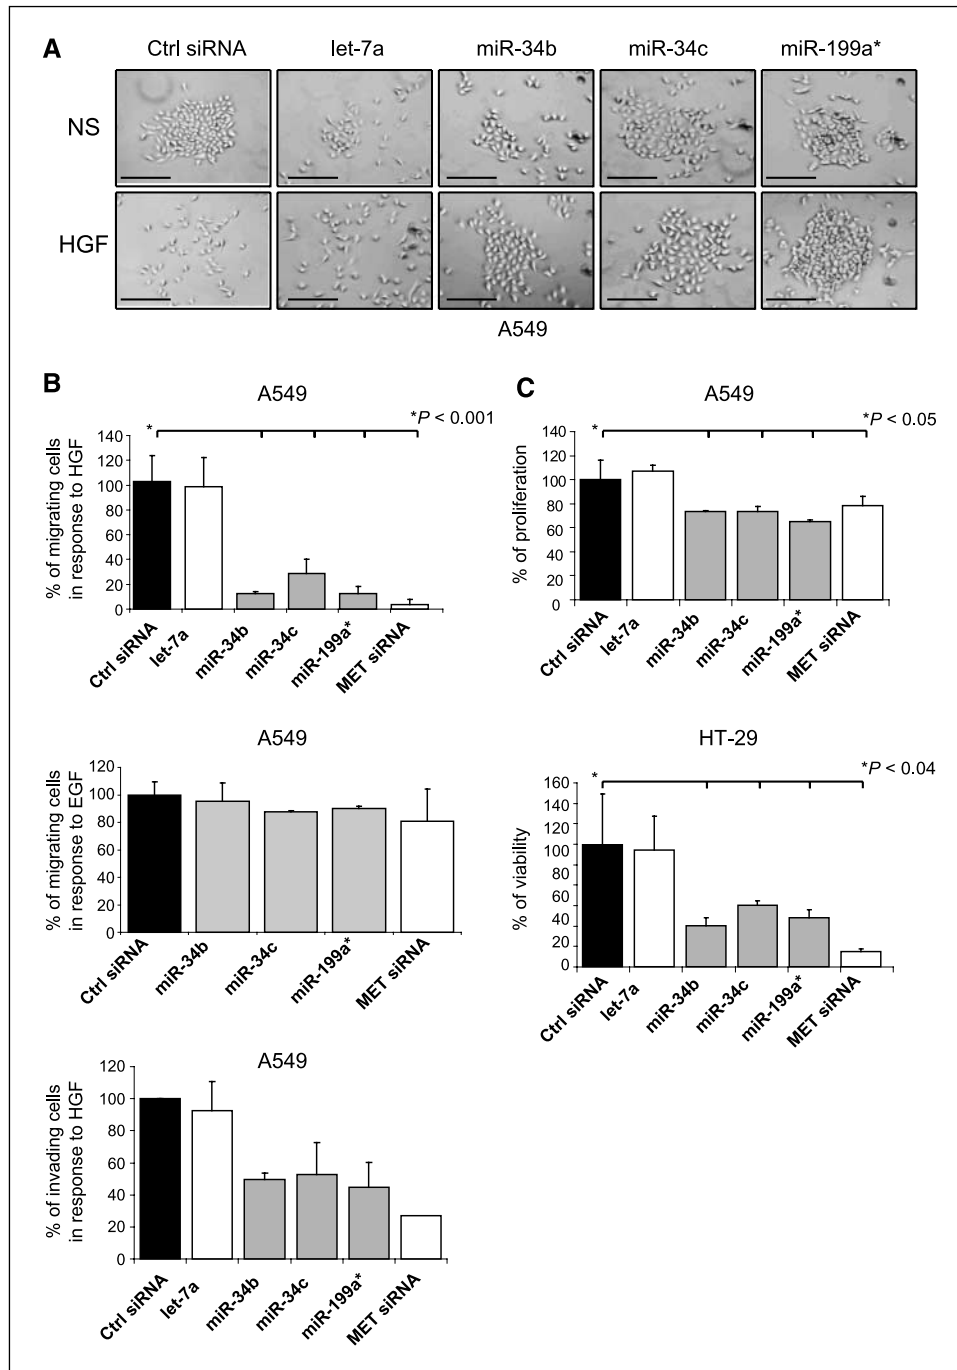 A
Ctrl siRNA let-7a miR-34b miR-34c miR-199a*
NS
HGF
A549
B
A549
*P < 0.001
*
% of migrating cells
in response to HGF
140
120
100
80
60
40
20
0
Ctrl siRNA let-7a miR-34b miR-34c miR-199a* MET siRNA
A549
% of migrating cells
in response to EGF
120
100
80
60
40
20
0
Ctrl siRNA miR-34b miR-34c miR-199a* MET siRNA
A549
% of invading cells
in response to HGF
120
100
80
60
40
20
0
Ctrl siRNA let-7a miR-34b miR-34c miR-199a* MET siRNA
C
A549
*P < 0.05
*
% of proliferation
140
120
100
80
60
40
20
0
Ctrl siRNA let-7a miR-34b miR-34c miR-199a* MET siRNA
HT-29
*P < 0.04
*
% of viability
160
140
120
100
80
60
40
20
0
Ctrl siRNA let-7a miR-34b miR-34c miR-199a* MET siRNA